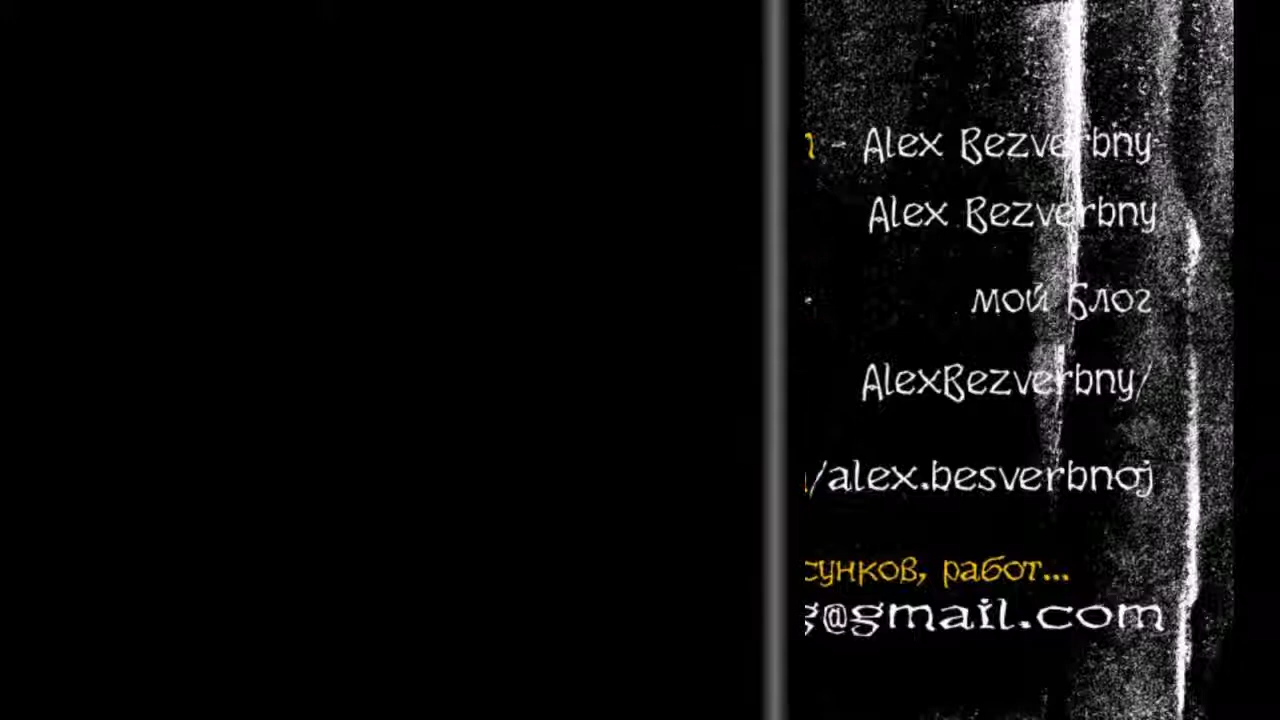 - Alex Bezverbny
Alex Bezverbny
мой блог
AlexBezverbny/
/alex.besverbnoj
сунков, работ...
g@gmail.com